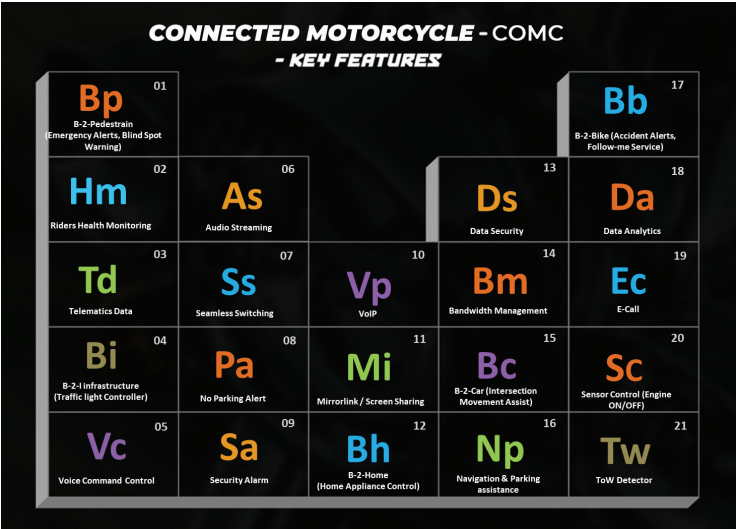 CONNECTED MOTORCYCLE - COMC
- KEY FEATURES
01
Bp
B-2-Pedestrain
(Emergency Alerts, Blind Spot
Warning)
17
Bb
B-2-Bike (Accident Alerts,
Follow-me Service)
02
Hm
Riders Health Monitoring
06
As
Audio Streaming
13
Ds
Data Security
18
Da
Data Analytics
03
Td
Telematics Data
07
Ss
Seamless Switching
10
Vp
VoIP
14
Bm
Bandwidth Management
19
Ec
E-Call
04
Bi
B-2-I infrastructure
(Traffic light Controller)
08
Pa
No Parking Alert
11
Mi
Mirrorlink / Screen Sharing
15
Bc
B-2-Car (Intersection
Movement Assist)
20
Sc
Sensor Control (Engine
ON/OFF)
05
Vc
Voice Command Control
09
Sa
Security Alarm
12
Bh
B-2-Home
(Home Appliance Control)
16
Np
Navigation & Parking
assistance
21
Tw
ToW Detector